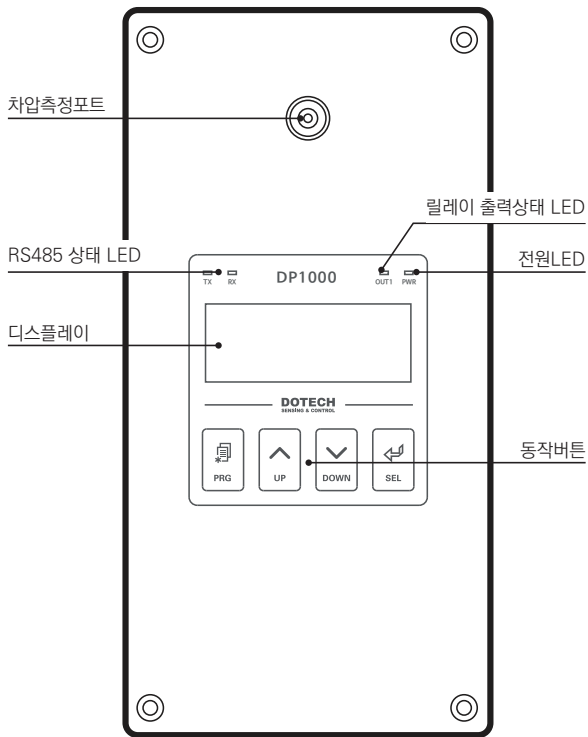 차압측정포트
릴레이 출력상태 LED
RS485 상태 LED
전원LED
TX RX DP1000 OUT1 PWR
디스플레이
DOTECH
SENSING & CONTROL
동작버튼
PRG UP DOWN SEL